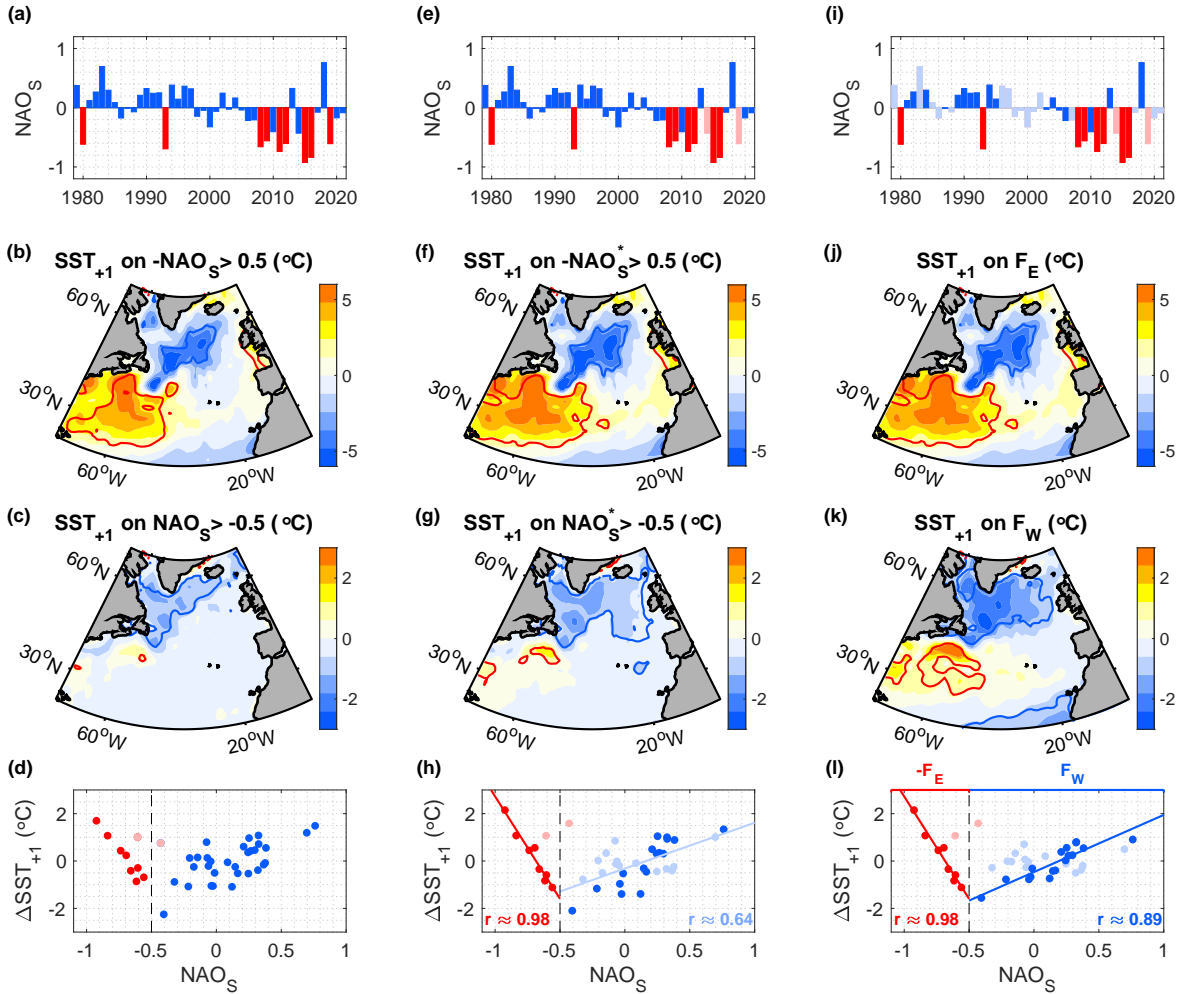 (a)
(e)
(i)
NAO_S
1
0
-1
1980 1990 2000 2010 2020
NAO_S
1
0
-1
1980 1990 2000 2010 2020
NAO_S
1
0
-1
1980 1990 2000 2010 2020
(b)
SST_+1 on -NAO_S> 0.5 (°C)
60°N
30°N
60°W
20°W
5
0
-5
(f)
SST_+1 on -NAO_S^*> 0.5 (°C)
60°N
30°N
60°W
20°W
5
0
-5
(j)
SST_+1 on F_E (°C)
60°N
30°N
60°W
20°W
5
0
-5
(c)
SST_+1 on NAO_S> -0.5 (°C)
60°N
30°N
60°W
20°W
2
0
-2
(g)
SST_+1 on NAO_S^*> -0.5 (°C)
60°N
30°N
60°W
20°W
2
0
-2
(k)
SST_+1 on F_W (°C)
60°N
30°N
60°W
20°W
2
0
-2
(d)
ΔSST_+1 (°C)
2
0
-2
-1 -0.5 0 0.5 1
NAO_S
(h)
ΔSST_+1 (°C)
2
0
-2
r ≈ 0.98
r ≈ 0.64
-1 -0.5 0 0.5 1
NAO_S
(l)
-F_E
F_W
ΔSST_+1 (°C)
2
0
-2
r ≈ 0.98
r ≈ 0.89
-1 -0.5 0 0.5 1
NAO_S